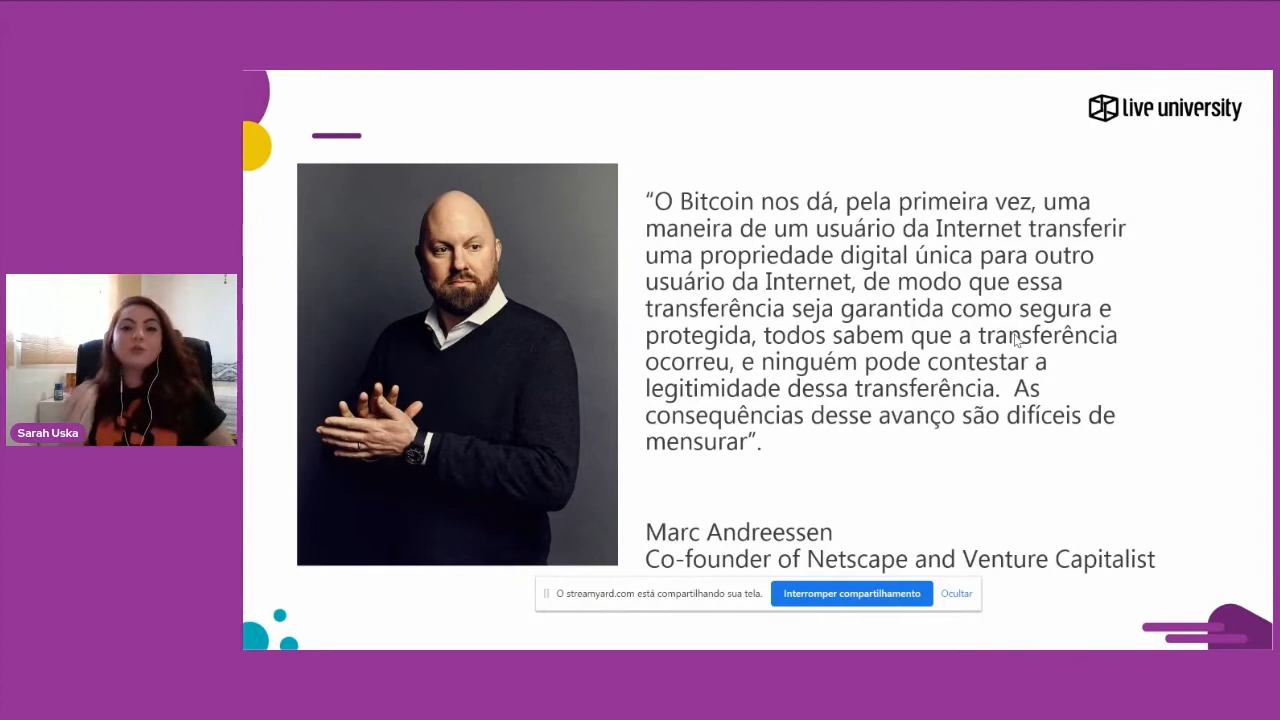 live university
“O Bitcoin nos dá, pela primeira vez, uma
maneira de um usuário da Internet transferir
uma propriedade digital única para outro
usuário da Internet, de modo que essa
transferência seja garantida como segura e
protegida, todos sabem que a transferência
ocorreu, e ninguém pode contestar a
legitimidade dessa transferência.  As
consequências desse avanço são difíceis de
mensurar”.
Sarah Uska
Marc Andreessen
Co-founder of Netscape and Venture Capitalist
O streamyard.com está compartilhando sua tela. Interromper compartilhamento Ocultar